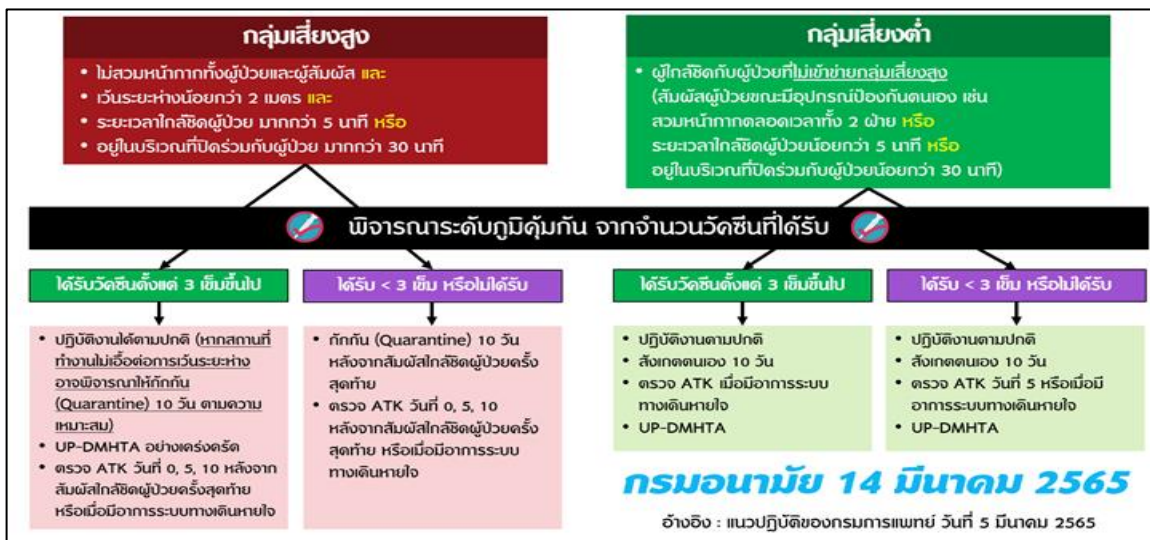 กลุ่มเสี่ยงสูง
• ไม่สวมหน้ากากทั้งผู้ป่วยและผู้สัมผัส และ
• เว้นระยะห่างน้อยกว่า 2 เมตร และ
• ระยะเวลาใกล้ชิดผู้ป่วย มากกว่า 5 นาที หรือ
• อยู่ในบริเวณที่ปิดร่วมกับผู้ป่วย มากกว่า 30 นาที
กลุ่มเสี่ยงต่ำ
• ผู้ใกล้ชิดกับผู้ป่วยที่ไม่เข้าข่ายกลุ่มเสี่ยงสูง
(สัมผัสผู้ป่วยขณะมีอุปกรณ์ป้องกันตนเอง เช่น
สวมหน้ากากตลอดเวลาทั้ง 2 ฝ่าย หรือ
ระยะเวลาใกล้ชิดผู้ป่วยน้อยกว่า 5 นาที หรือ
อยู่ในบริเวณที่ปิดร่วมกับผู้ป่วยน้อยกว่า 30 นาที)
พิจารณาระดับภูมิคุ้มกัน จากจำนวนวัคซีนที่ได้รับ
ได้รับวัคซีนตั้งแต่ 3 เข็มขึ้นไป
• ปฏิบัติงานได้ตามปกติ (หากสถานที่
ทำงานไม่เอื้อต่อการเว้นระยะห่าง
อาจพิจารณาให้กักกัน
(Quarantine) 10 วัน ตามความ
เหมาะสม)
• UP-DMHTA อย่างเคร่งครัด
• ตรวจ ATK วันที่ 0, 5, 10 หลังจาก
สัมผัสใกล้ชิดผู้ป่วยครั้งสุดท้าย
หรือเมื่อมีอาการระบบทางเดินหายใจ
ได้รับ < 3 เข็ม หรือไม่ได้รับ
• กักกัน (Quarantine) 10 วัน
หลังจากสัมผัสใกล้ชิดผู้ป่วยครั้ง
สุดท้าย
• ตรวจ ATK วันที่ 0, 5, 10
หลังจากสัมผัสใกล้ชิดผู้ป่วยครั้ง
สุดท้าย หรือเมื่อมีอาการระบบ
ทางเดินหายใจ
ได้รับวัคซีนตั้งแต่ 3 เข็มขึ้นไป
• ปฏิบัติงานตามปกติ
• สังเกตตนเอง 10 วัน
• ตรวจ ATK เมื่อมีอาการระบบ
ทางเดินหายใจ
• UP-DMHTA
ได้รับ < 3 เข็ม หรือไม่ได้รับ
• ปฏิบัติงานตามปกติ
• สังเกตตนเอง 10 วัน
• ตรวจ ATK วันที่ 5 หรือเมื่อมี
อาการระบบทางเดินหายใจ
• UP-DMHTA
กรมอนามัย 14 มีนาคม 2565
อ้างอิง : แนวปฏิบัติของกรมการแพทย์ วันที่ 5 มีนาคม 2565